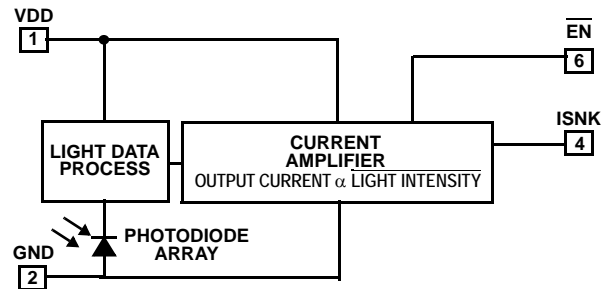 VDD
1
EN
6
ISNK
4
LIGHT DATA
PROCESS
CURRENT
AMPLIFIER
OUTPUT CURRENT α LIGHT INTENSITY
PHOTODIODE
ARRAY
GND
2